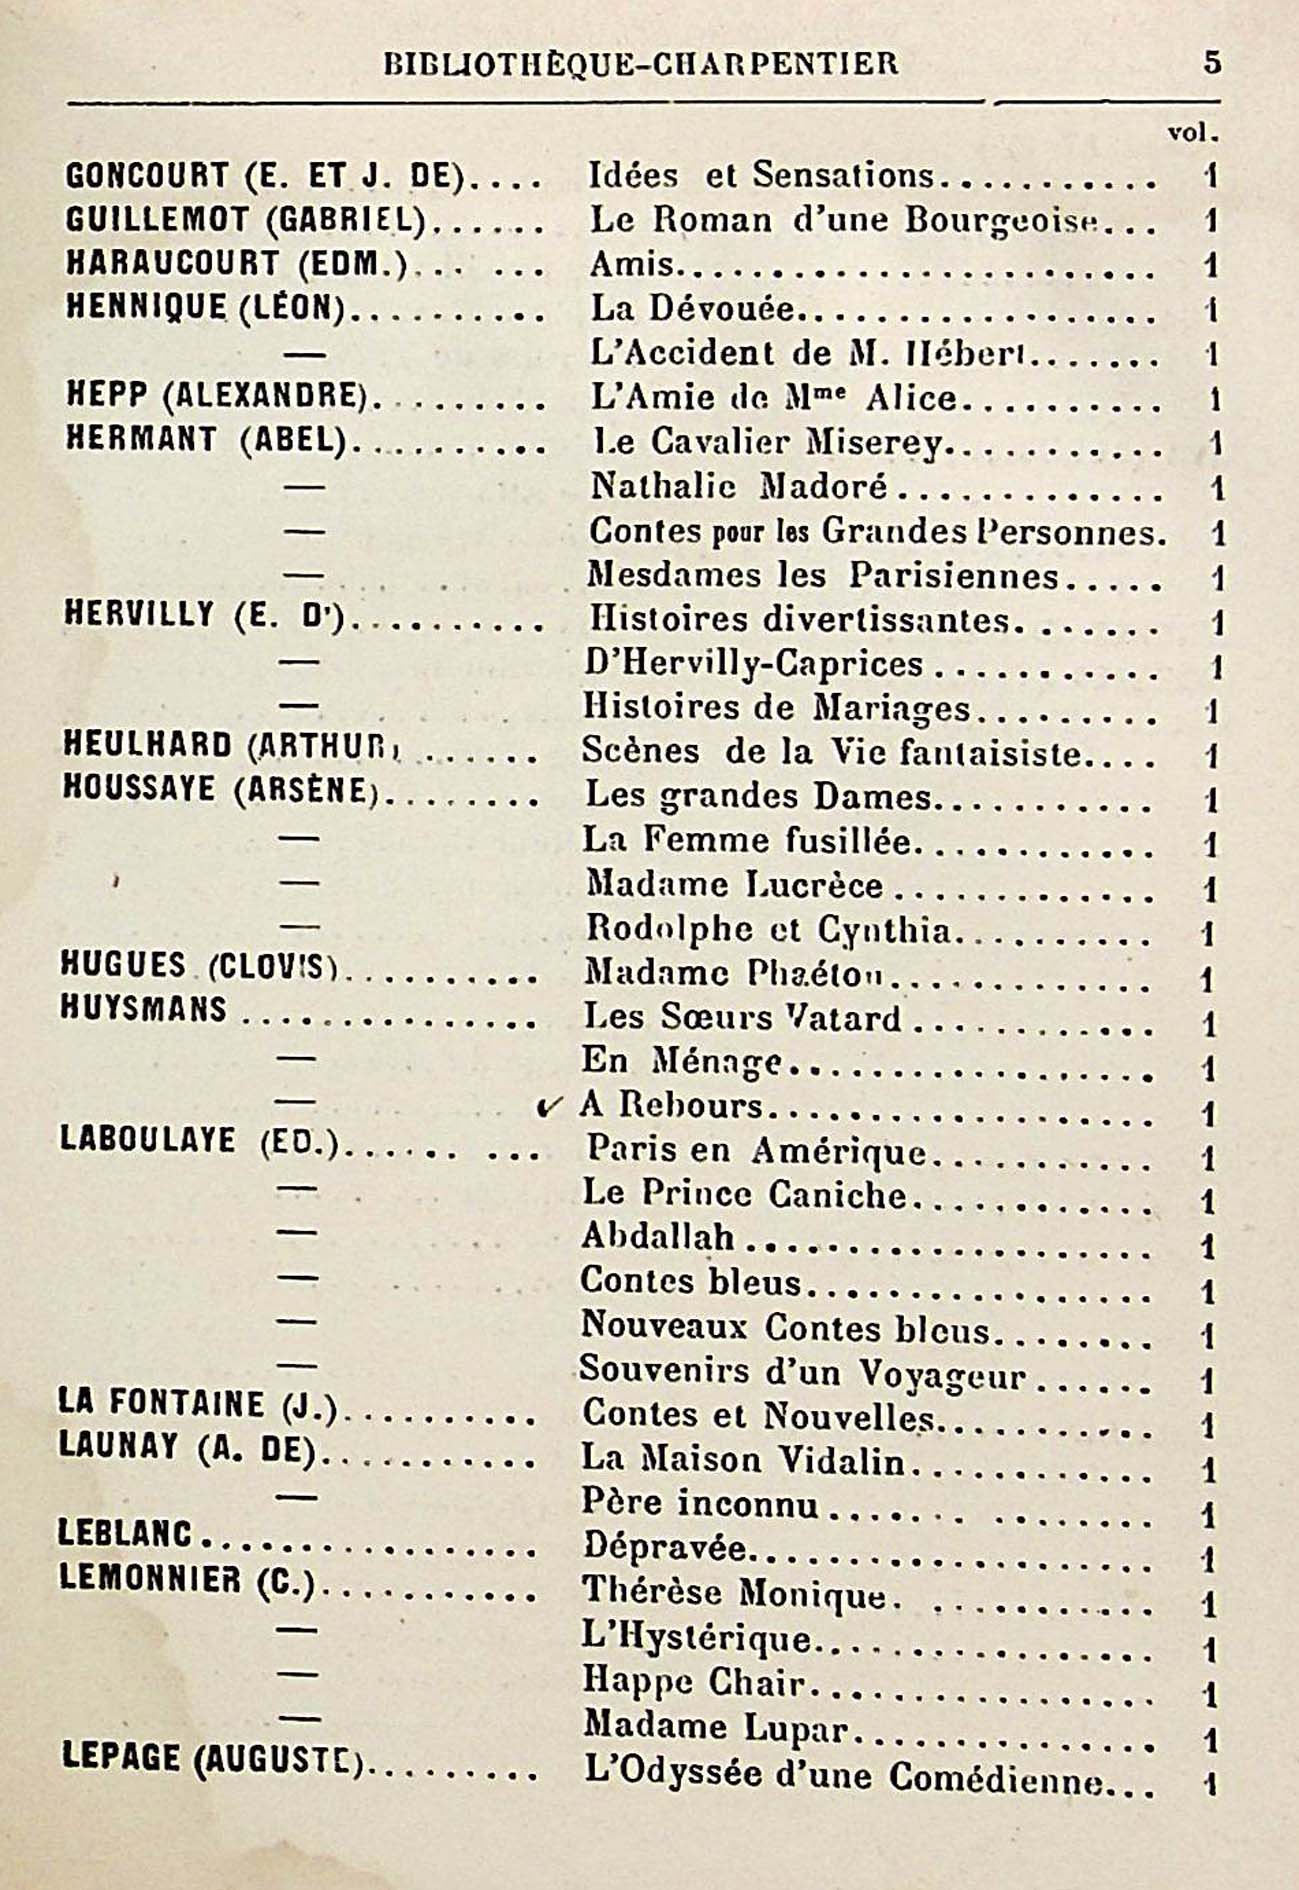 BIBLIOTHÈQUE-CHARPENTIER 5
vol.
GONCOURT (E. ET J. DE).... Idées et Sensations........... 1
GUILLEMOT (GABRIEL)...... Le Roman d'une Bourgeoise... 1
HARAUCOURT (EDM.)... ... Amis........................ 1
HENNIQUE (LÉON).......... La Dévouée.................. 1
— L'Accident de M. Hébert....... 1
HEPP (ALEXANDRE)......... L'Amie de Mme Alice.......... 1
HERMANT (ABEL).......... Le Cavalier Miserey........... 1
— Nathalie Madoré............. 1
— Contes pour les Grandes Personnes. 1
— Mesdames les Parisiennes..... 1
HERVILLY (E. D').......... Histoires divertissantes....... 1
— D'Hervilly-Caprices........... 1
— Histoires de Mariages......... 1
HEULHARD (ARTHUR) ...... Scènes de la Vie fantaisiste.... 1
HOUSSAYE (ARSÈNE)........ Les grandes Dames........... 1
— La Femme fusillée............ 1
— Madame Lucrèce............. 1
— Rodolphe et Cynthia.......... 1
HUGUES (CLOVIS).......... Madame Phaéton............. 1
HUYSMANS ............... Les Sœurs Vatard............ 1
— En Ménage.................. 1
— ✓ A Rebours................... 1
LABOULAYE (ED.)...... ... Paris en Amérique........... 1
— Le Prince Caniche............ 1
— Abdallah.................... 1
— Contes bleus................. 1
— Nouveaux Contes bleus........ 1
— Souvenirs d'un Voyageur...... 1
LA FONTAINE (J.).......... Contes et Nouvelles........... 1
LAUNAY (A. DE)........... La Maison Vidalin............ 1
— Père inconnu....... ........ 1
LEBLANC................. Dépravée.................... 1
LEMONNIER (C.)........... Thérèse Monique. ........... 1
— L'Hystérique................. 1
— Happe Chair................. 1
— Madame Lupar............... 1
LEPAGE (AUGUSTE)......... L'Odyssée d'une Comédienne... 1